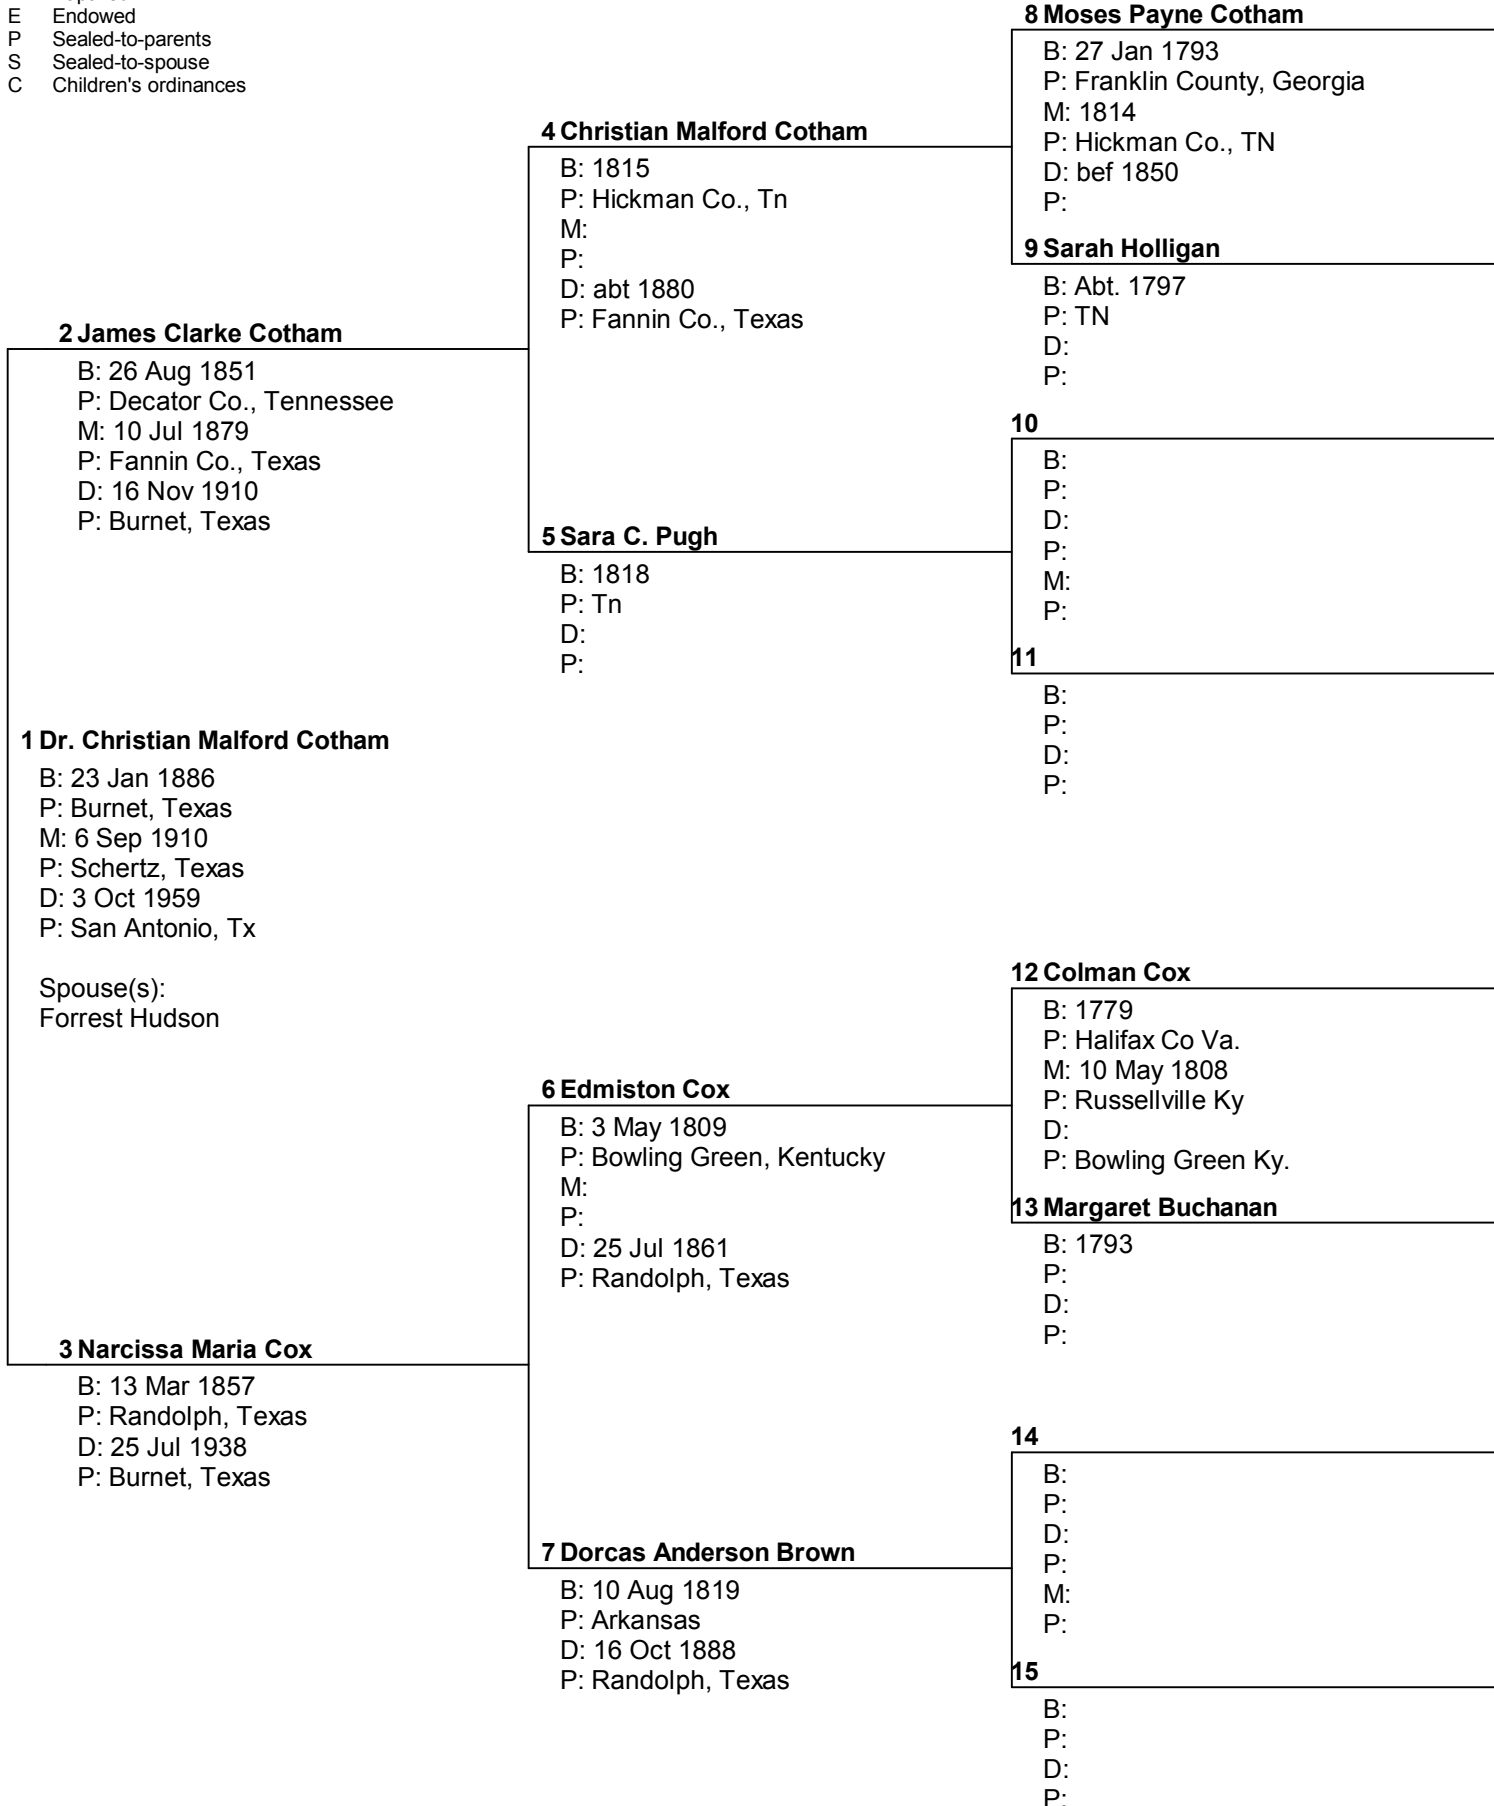 E Endowed
P Sealed-to-parents
S Sealed-to-spouse
C Children's ordinances
8 Moses Payne Cotham
B: 27 Jan 1793
P: Franklin County, Georgia
M: 1814
P: Hickman Co., TN
D: bef 1850
P:
4 Christian Malford Cotham
B: 1815
P: Hickman Co., Tn
M:
P:
D: abt 1880
P: Fannin Co., Texas
9 Sarah Holligan
B: Abt. 1797
P: TN
D:
P:
2 James Clarke Cotham
B: 26 Aug 1851
P: Decator Co., Tennessee
M: 10 Jul 1879
P: Fannin Co., Texas
D: 16 Nov 1910
P: Burnet, Texas
10
B:
P:
D:
P:
M:
P:
5 Sara C. Pugh
B: 1818
P: Tn
D:
P:
11
B:
P:
D:
P:
1 Dr. Christian Malford Cotham
B: 23 Jan 1886
P: Burnet, Texas
M: 6 Sep 1910
P: Schertz, Texas
D: 3 Oct 1959
P: San Antonio, Tx
Spouse(s):
Forrest Hudson
12 Colman Cox
B: 1779
P: Halifax Co Va.
M: 10 May 1808
P: Russellville Ky
D:
P: Bowling Green Ky.
6 Edmiston Cox
B: 3 May 1809
P: Bowling Green, Kentucky
M:
P:
D: 25 Jul 1861
P: Randolph, Texas
13 Margaret Buchanan
B: 1793
P:
D:
P:
3 Narcissa Maria Cox
B: 13 Mar 1857
P: Randolph, Texas
D: 25 Jul 1938
P: Burnet, Texas
14
B:
P:
D:
P:
M:
P:
7 Dorcas Anderson Brown
B: 10 Aug 1819
P: Arkansas
D: 16 Oct 1888
P: Randolph, Texas
15
B:
P:
D:
P: